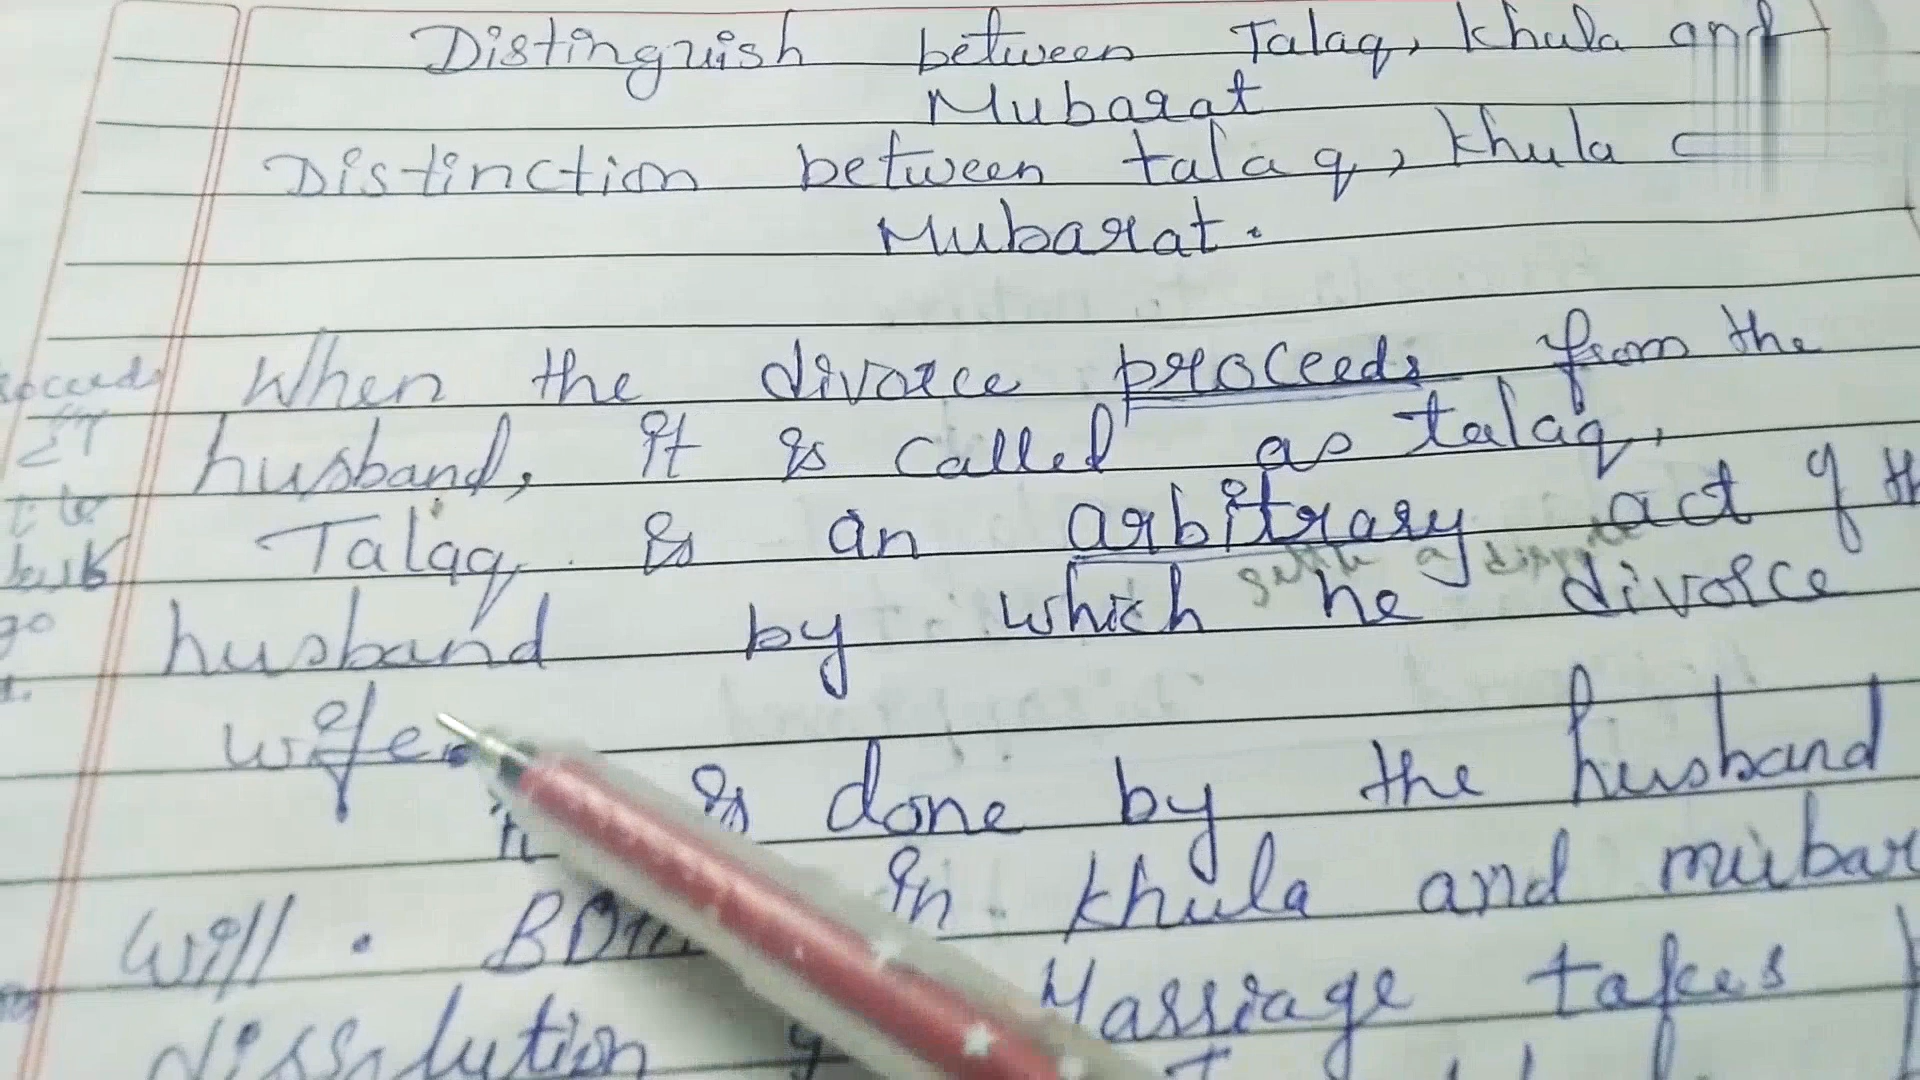 Distinguish between Talaq, Khula and
Mubarat
Distinction between talaq, Khula
Mubarat.
When the divorce proceeds from the
husband, it is called as talaq.
Talaq is an arbitrary act of th
settle a
husband by which he divorce
wife.
is done by the husband
will. in Khula and mubar
dissolution Marriage takes